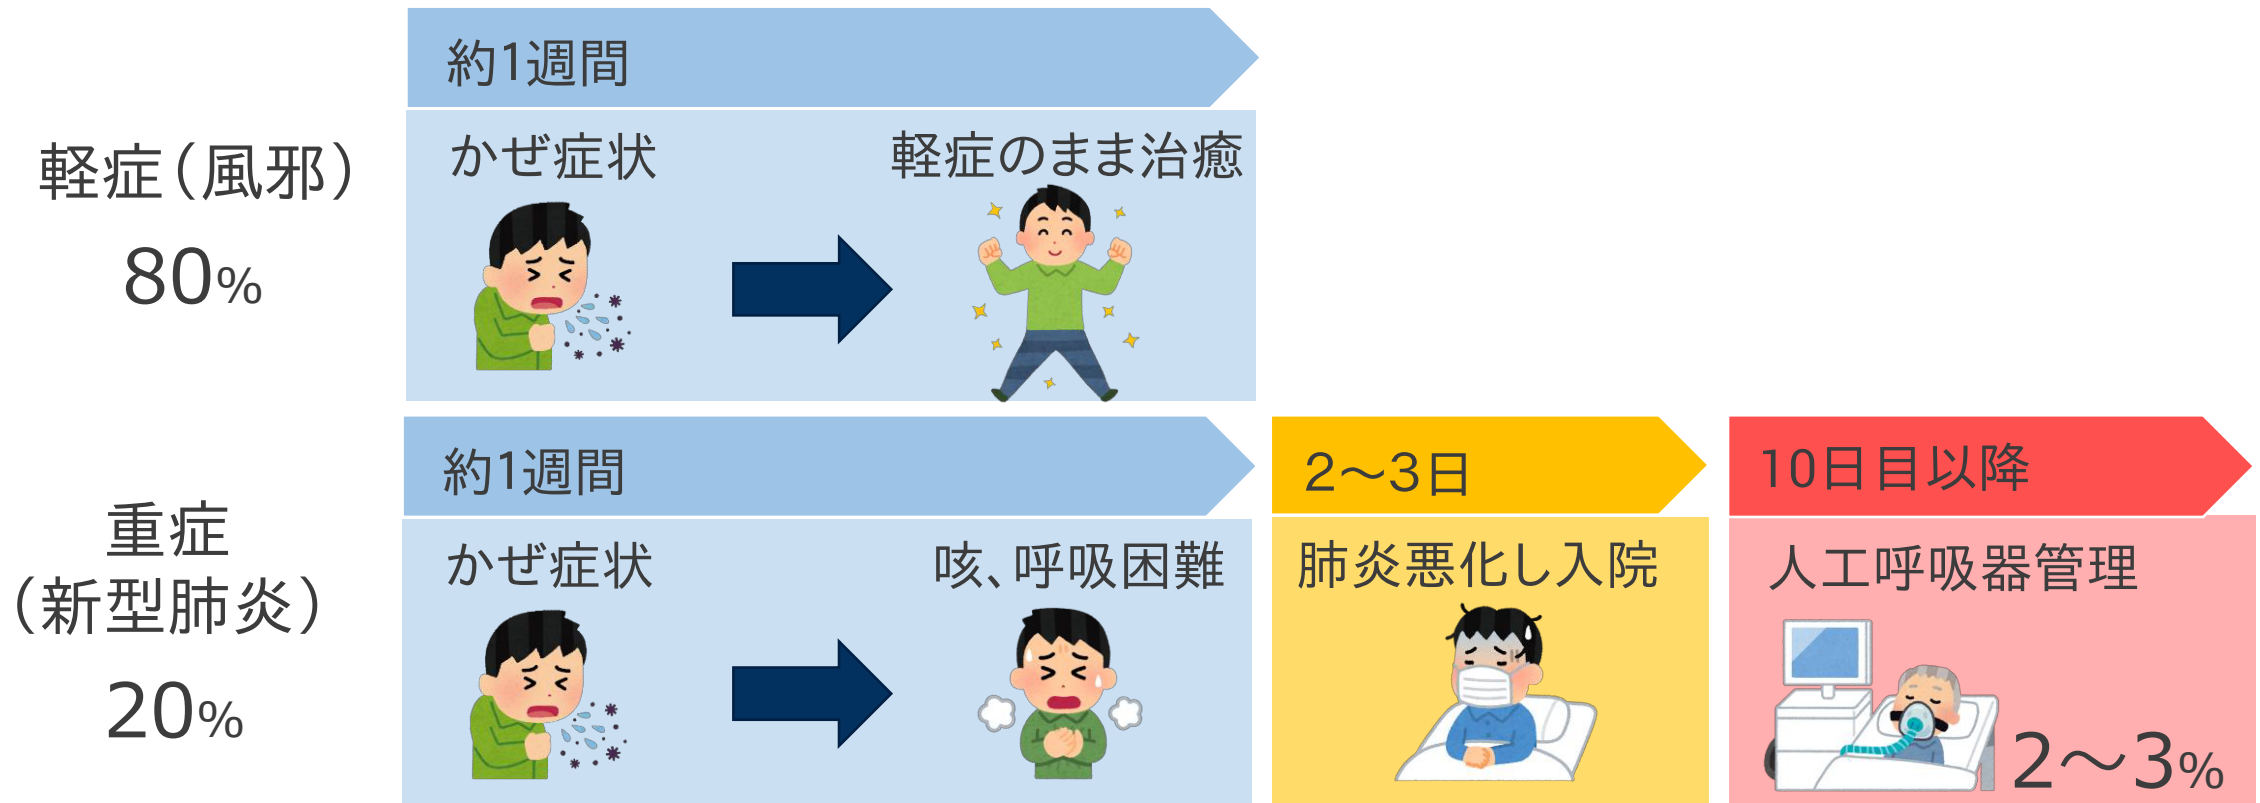 約1週間
軽症（風邪）
80%
かぜ症状
軽症のまま治癒
重症
（新型肺炎）
20%
約1週間
かぜ症状
咳、呼吸困難
2～3日
肺炎悪化し入院
10日目以降
人工呼吸器管理
2～3%